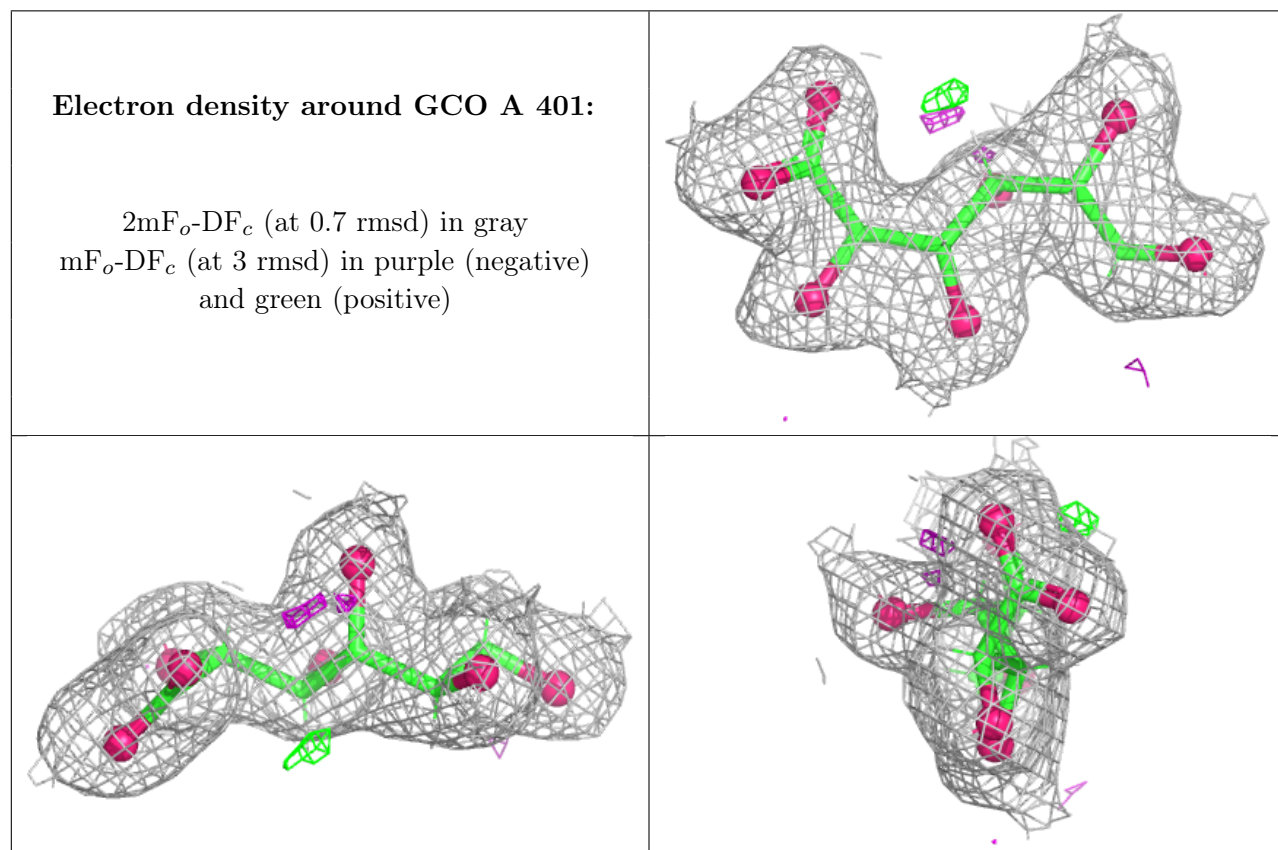 Electron density around GCO A 401:
2mFo-DFc (at 0.7 rmsd) in gray
mFo-DFc (at 3 rmsd) in purple (negative)
and green (positive)